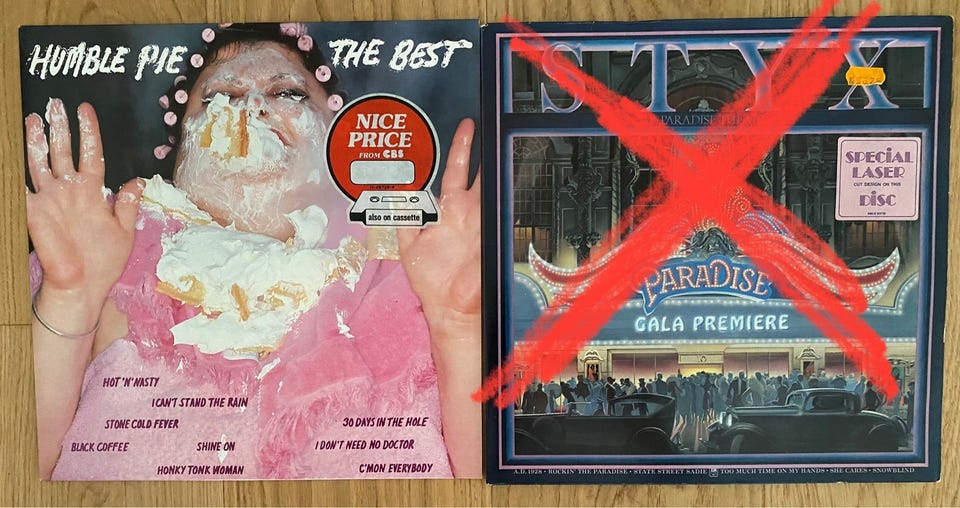 HUMBLE PIE
THE BEST
NICE
PRICE
FROM CBS
also on cassette
HOT 'N' NASTY
I CAN'T STAND THE RAIN
STONE COLD FEVER
BLACK COFFEE
SHINE ON
HONKY TONK WOMAN
30 DAYS IN THE HOLE
I DON'T NEED NO DOCTOR
C'MON EVERYBODY
STYX
PARADISE
SPECIAL
LASER
CUT DESIGN ON THIS
DISC
PARADISE
GALA PREMIERE
A.D. 1928 • ROCKIN' THE PARADISE • STATE STREET SADIE TOO MUCH TIME ON MY HANDS • SHE CARES • SNOWBLIND